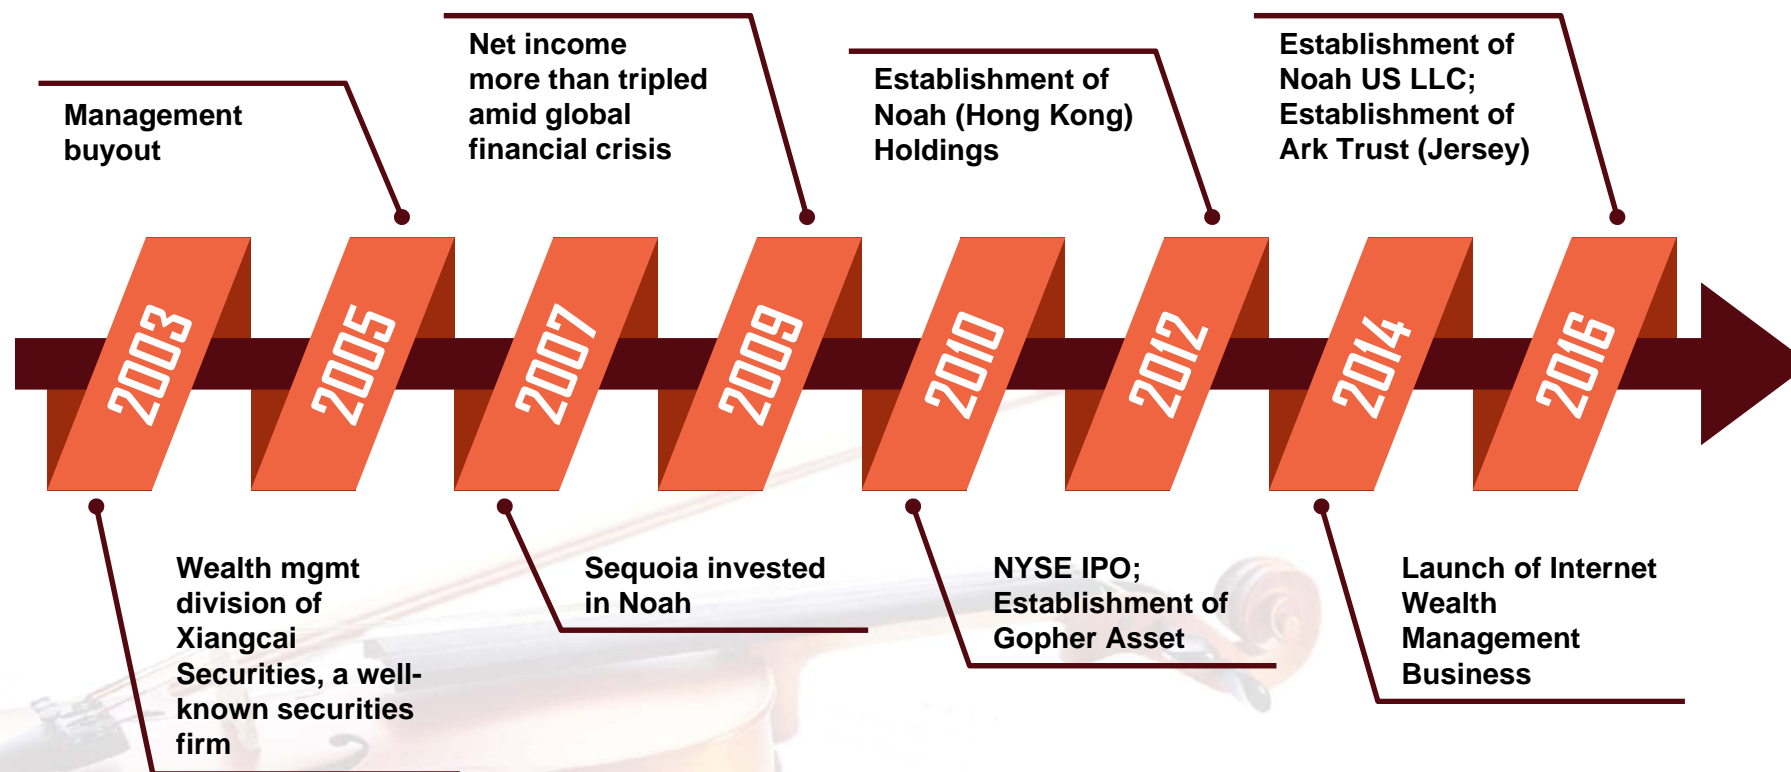 Management
buyout
Net income
more than tripled
amid global
financial crisis
Establishment of
Noah (Hong Kong)
Holdings
Establishment of
Noah US LLC;
Establishment of
Ark Trust (Jersey)
2003
2005
2007
2009
2010
2012
2014
2016
Wealth mgmt
division of
Xiangcai
Securities, a well-
known securities
firm
Sequoia invested
in Noah
NYSE IPO;
Establishment of
Gopher Asset
Launch of Internet
Wealth
Management
Business